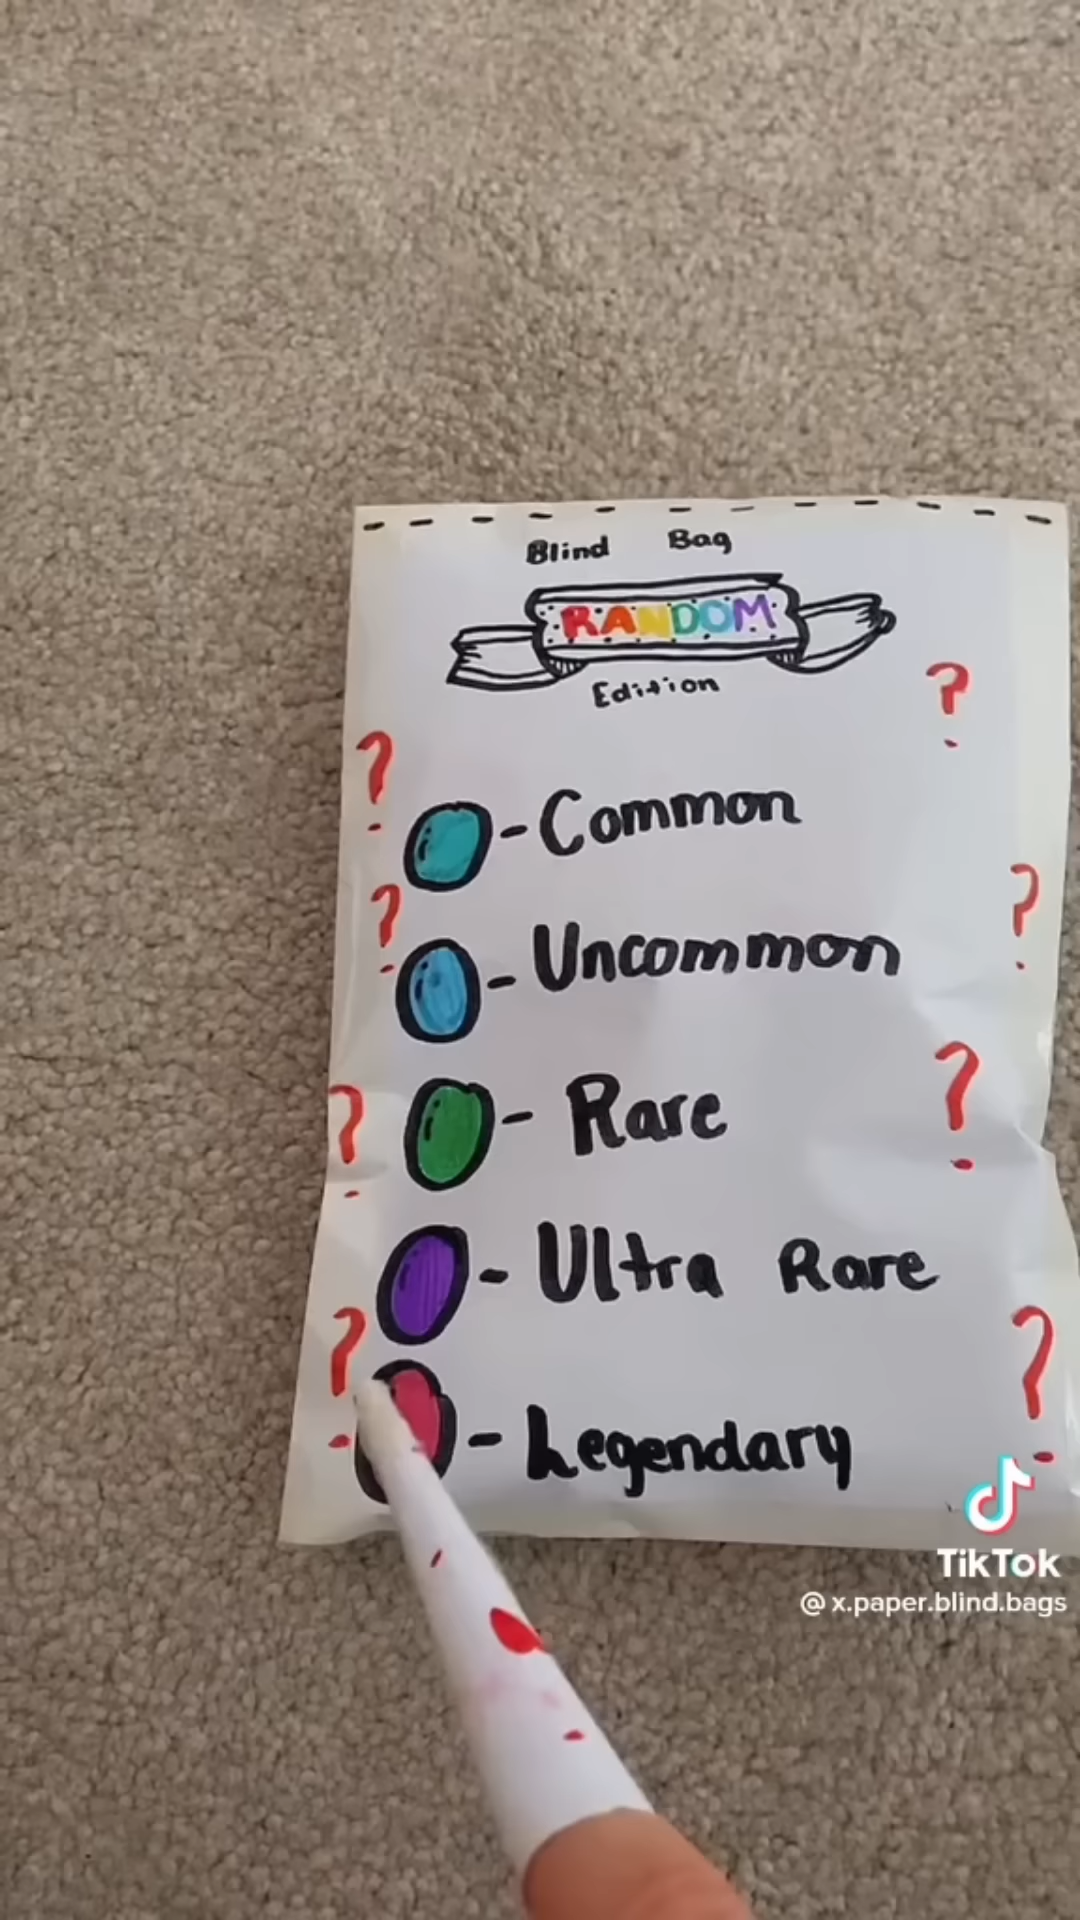 Blind Bag
RANDOM
Edition
?
?
- Common
?
?
- Uncommon
?
?
- Rare
- Ultra Rare
?
?
- Legendary
TikTok
@x.paper.blind.bags